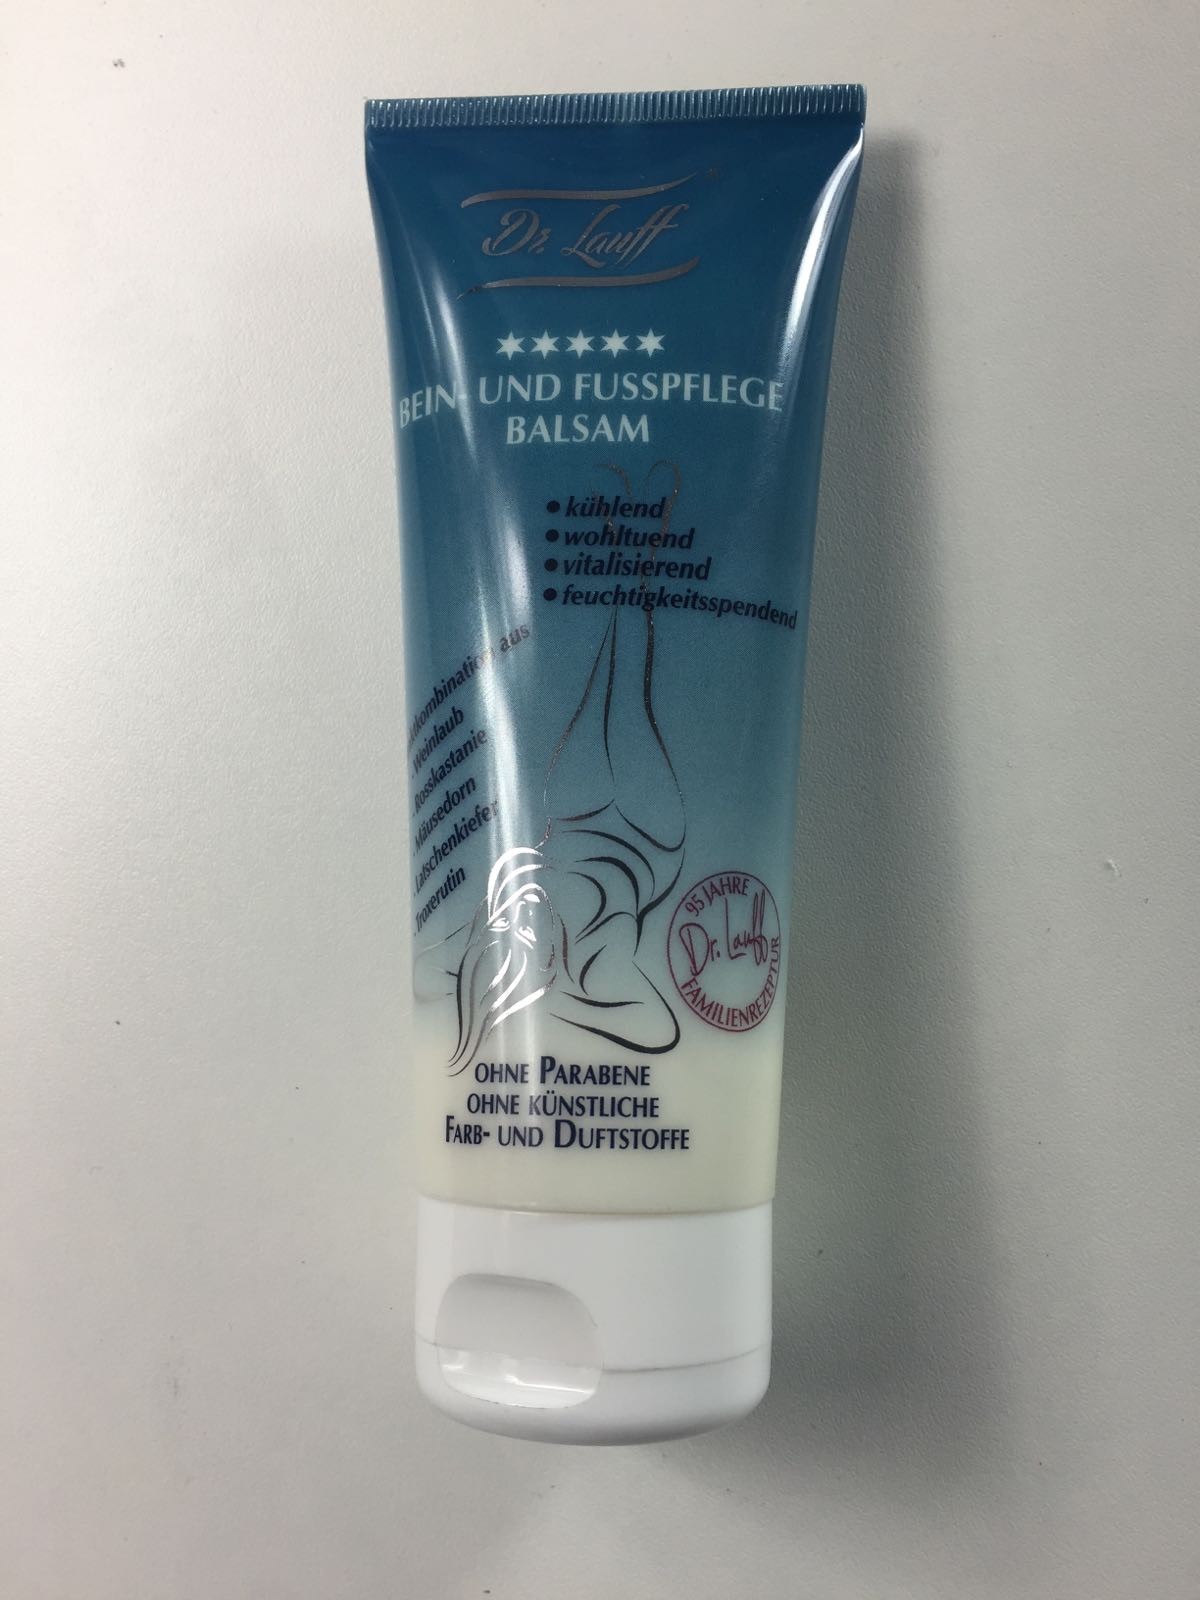 Dr. Lauff
BEIN- UND FUSSPFLEGE
BALSAM
• kühlend
• wohltuend
• vitalisierend
• feuchtigkeitsspendend
aus
- Weinlaub
- Rosskastanie
- Mäusedorn
- Latschenkiefer
- Troxerutin
95 JAHRE
Dr. Lauff
FAMILIENREZEPTUR
OHNE PARABENE
OHNE KÜNSTLICHE
FARB- UND DUFTSTOFFE